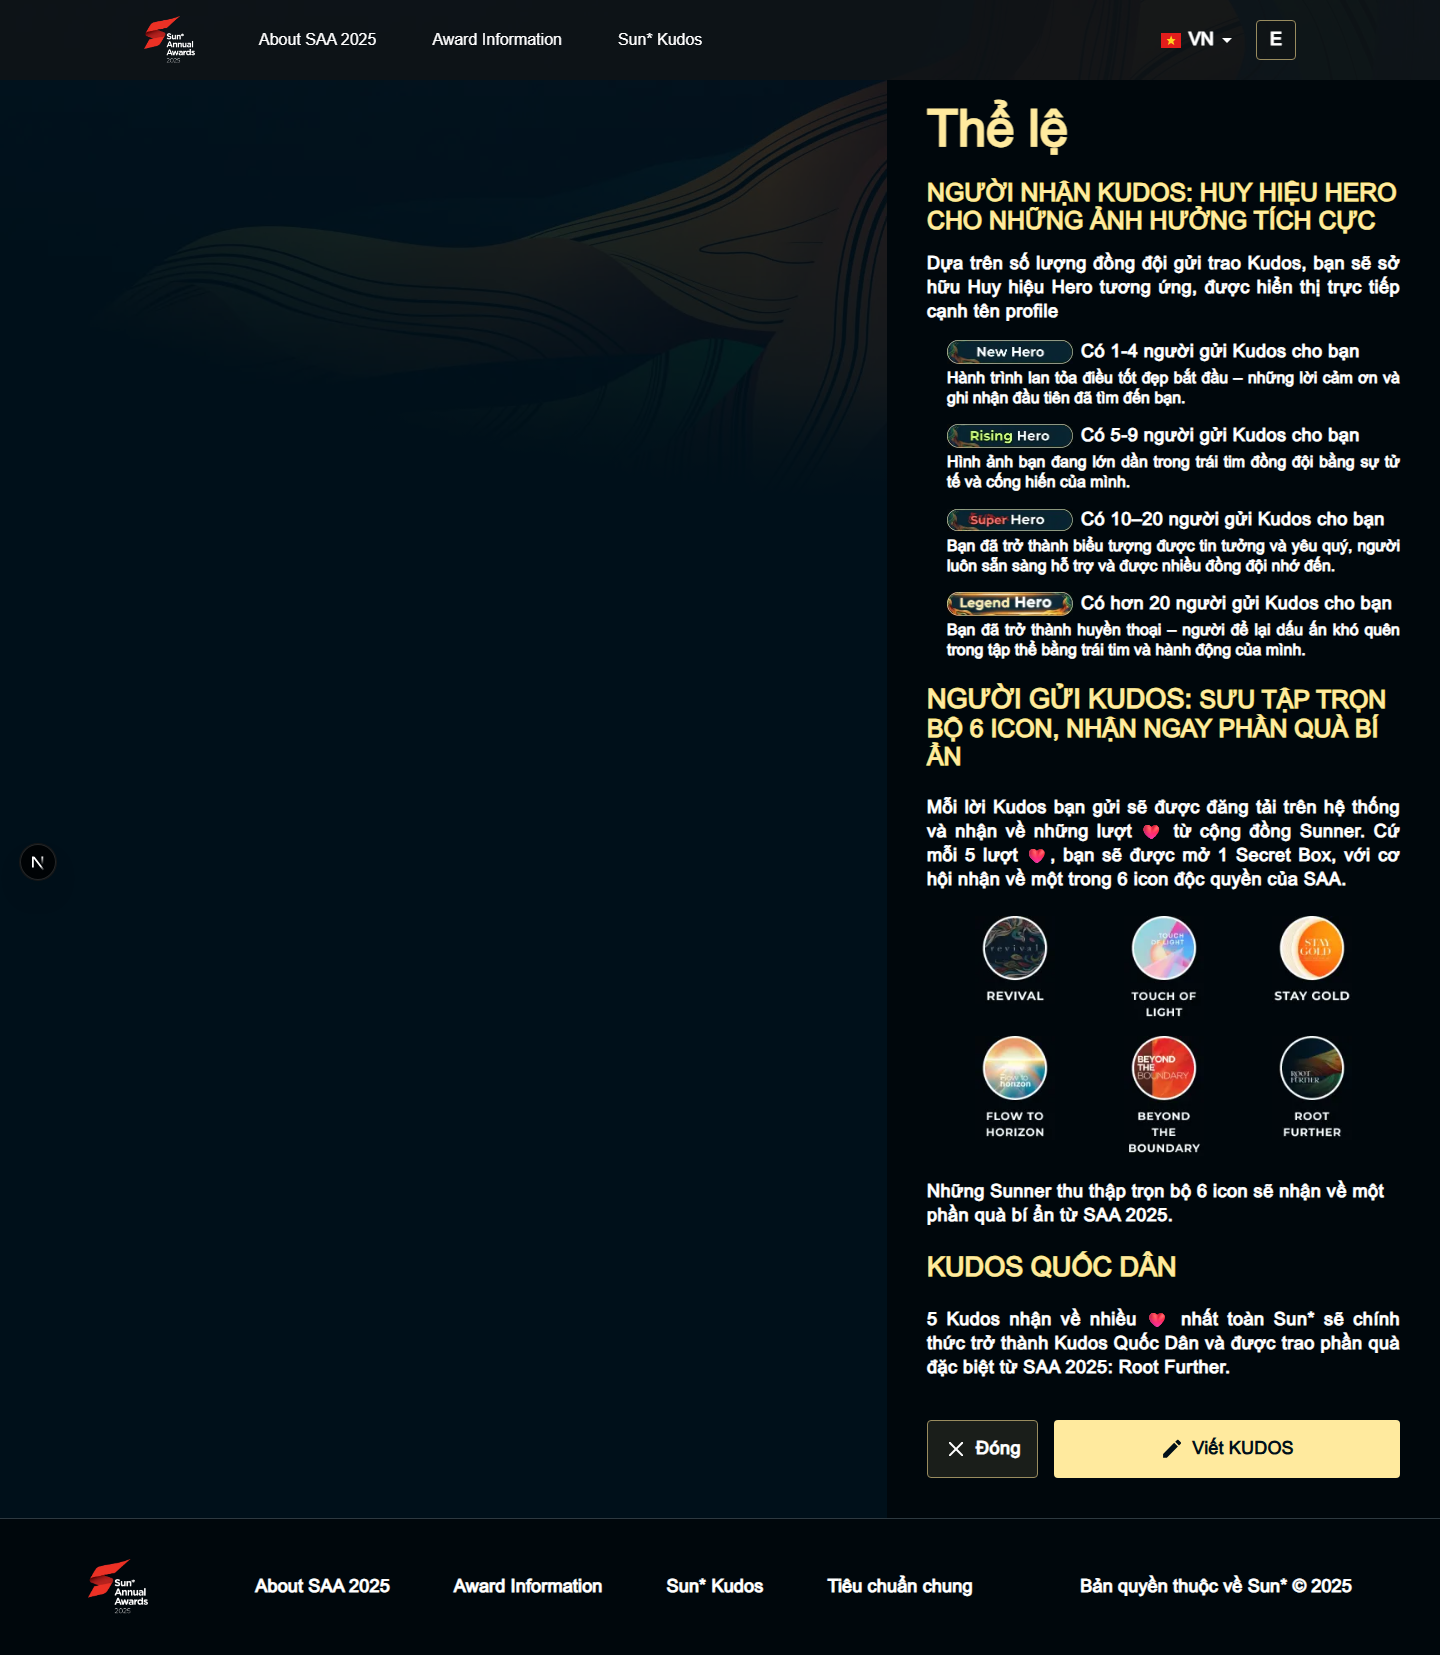 Sun*
Annual
Awards
2025
About SAA 2025
Award Information
Sun* Kudos
VN
E
Thể lệ
NGƯỜI NHẬN KUDOS: HUY HIỆU HERO
CHO NHỮNG ẢNH HƯỞNG TÍCH CỰC
Dựa trên số lượng đồng đội gửi trao Kudos, bạn sẽ sở
hữu Huy hiệu Hero tương ứng, được hiển thị trực tiếp
cạnh tên profile
New Hero Có 1-4 người gửi Kudos cho bạn
Hành trình lan tỏa điều tốt đẹp bắt đầu – những lời cảm ơn và
ghi nhận đầu tiên đã tìm đến bạn.
Rising Hero Có 5-9 người gửi Kudos cho bạn
Hình ảnh bạn đang lớn dần trong trái tim đồng đội bằng sự tử
tế và cống hiến của mình.
Super Hero Có 10–20 người gửi Kudos cho bạn
Bạn đã trở thành biểu tượng được tin tưởng và yêu quý, người
luôn sẵn sàng hỗ trợ và được nhiều đồng đội nhớ đến.
Legend Hero Có hơn 20 người gửi Kudos cho bạn
Bạn đã trở thành huyền thoại – người để lại dấu ấn khó quên
trong tập thể bằng trái tim và hành động của mình.
NGƯỜI GỬI KUDOS: SƯU TẬP TRỌN
BỘ 6 ICON, NHẬN NGAY PHẦN QUÀ BÍ
ẨN
Mỗi lời Kudos bạn gửi sẽ được đăng tải trên hệ thống
và nhận về những lượt từ cộng đồng Sunner. Cứ
mỗi 5 lượt , bạn sẽ được mở 1 Secret Box, với cơ
hội nhận về một trong 6 icon độc quyền của SAA.
revival
TOUCH
OF LIGHT
STAY
GOLD
REVIVAL
TOUCH OF
LIGHT
STAY GOLD
FLOW TO
horizon
BEYOND
THE
BOUNDARY
ROOT
FURTHER
FLOW TO
HORIZON
BEYOND
THE
BOUNDARY
ROOT
FURTHER
Những Sunner thu thập trọn bộ 6 icon sẽ nhận về một
phần quà bí ẩn từ SAA 2025.
KUDOS QUỐC DÂN
5 Kudos nhận về nhiều nhất toàn Sun* sẽ chính
thức trở thành Kudos Quốc Dân và được trao phần quà
đặc biệt từ SAA 2025: Root Further.
Đóng
Viết KUDOS
N
Sun*
Annual
Awards
2025
About SAA 2025
Award Information
Sun* Kudos
Tiêu chuẩn chung
Bản quyền thuộc về Sun* © 2025